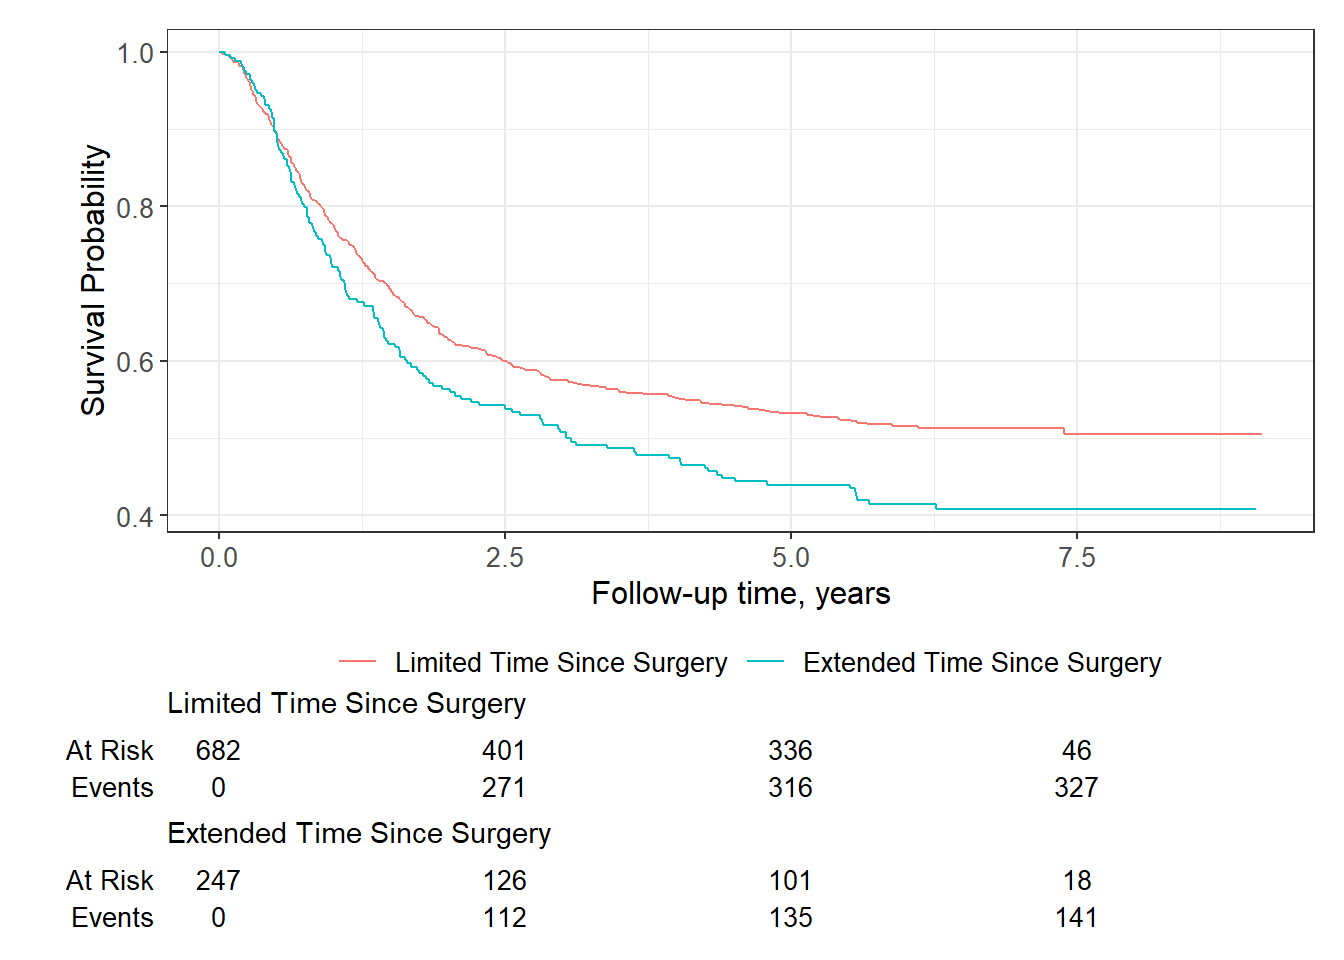 1.0
0.8
0.6
0.4
Survival Probability
0.0 2.5 5.0 7.5
Follow-up time, years
Limited Time Since Surgery Extended Time Since Surgery
Limited Time Since Surgery
At Risk 682 401 336 46
Events 0 271 316 327
Extended Time Since Surgery
At Risk 247 126 101 18
Events 0 112 135 141